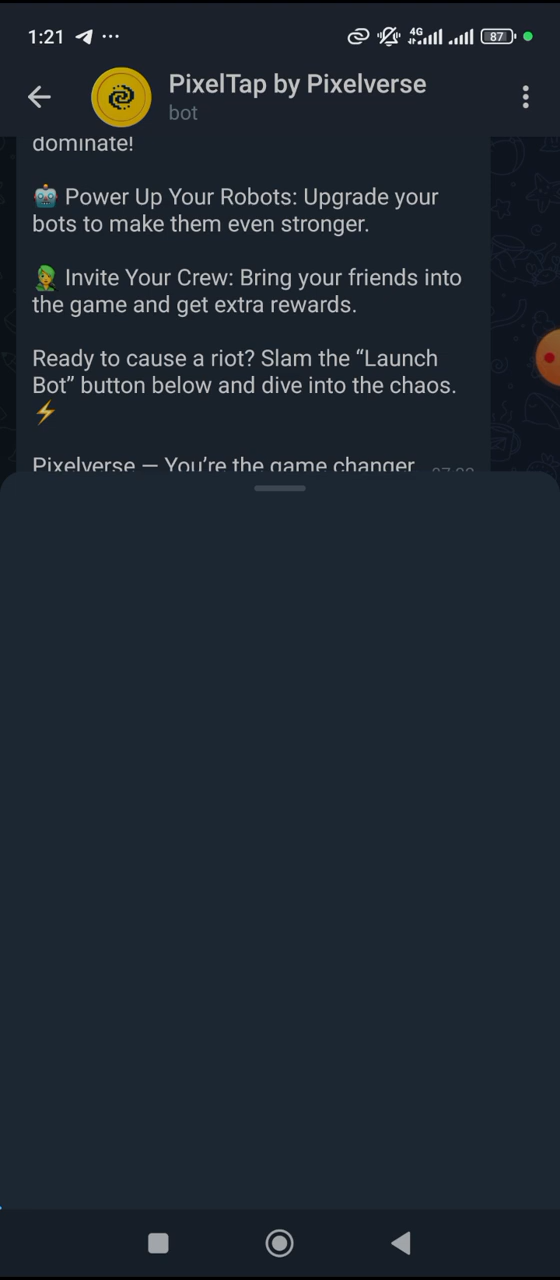 1:21
4G
87
PixelTap by Pixelverse
bot
dominate!
🤖 Power Up Your Robots: Upgrade your
bots to make them even stronger.
Invite Your Crew: Bring your friends into
the game and get extra rewards.
Ready to cause a riot? Slam the “Launch
Bot” button below and dive into the chaos.
⚡
Pixelverse — You’re the game changer